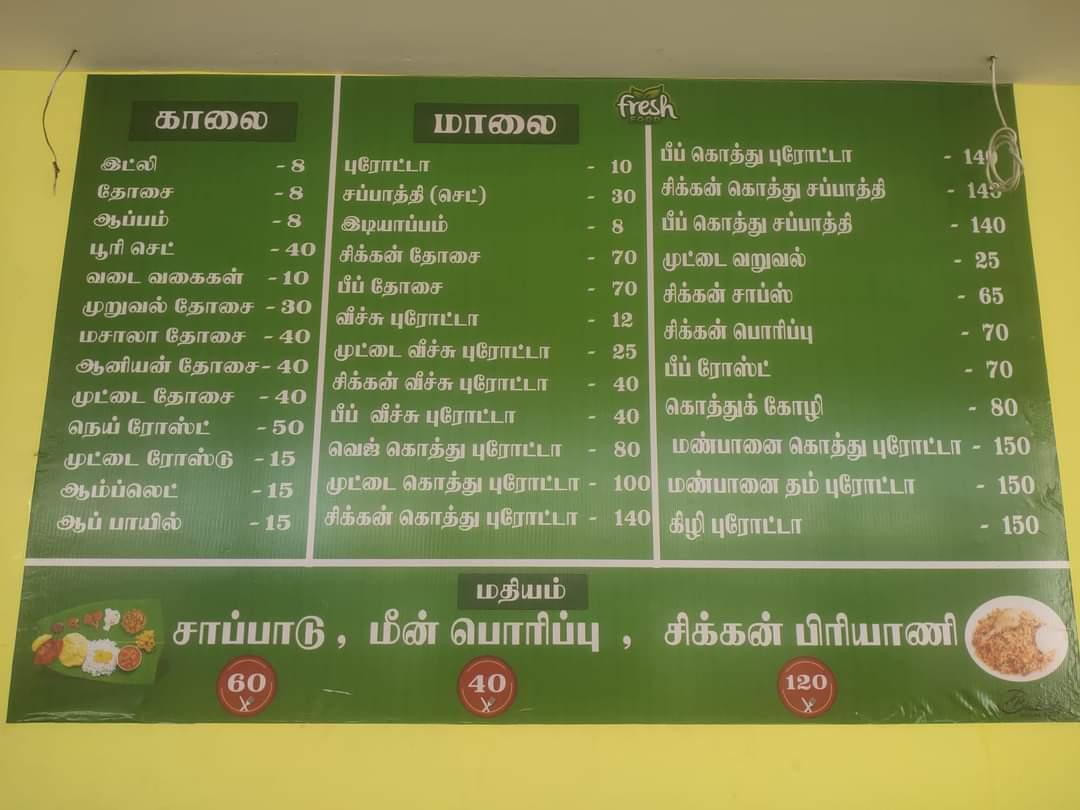 fresh
FOOD
காலை
இட்லி - 8
தோசை - 8
ஆப்பம் - 8
பூரி செட் - 40
வடை வகைகள் - 10
முறுவல் தோசை - 30
மசாலா தோசை - 40
ஆனியன் தோசை - 40
முட்டை தோசை - 40
நெய் ரோஸ்ட் - 50
முட்டை ரோஸ்டு - 15
ஆம்ப்லெட் - 15
ஆப் பாயில் - 15
மாலை
புரோட்டா - 10
சப்பாத்தி (செட்) - 30
இடியாப்பம் - 8
சிக்கன் தோசை - 70
பீப் தோசை - 70
வீச்சு புரோட்டா - 12
முட்டை வீச்சு புரோட்டா - 25
சிக்கன் வீச்சு புரோட்டா - 40
பீப் வீச்சு புரோட்டா - 40
வெஜ் கொத்து புரோட்டா - 80
முட்டை கொத்து புரோட்டா - 100
சிக்கன் கொத்து புரோட்டா - 140
பீப் கொத்து புரோட்டா - 140
சிக்கன் கொத்து சப்பாத்தி - 140
பீப் கொத்து சப்பாத்தி - 140
முட்டை வறுவல் - 25
சிக்கன் சாப்ஸ் - 65
சிக்கன் பொரிப்பு - 70
பீப் ரோஸ்ட் - 70
கொத்துக் கோழி - 80
மண்பானை கொத்து புரோட்டா - 150
மண்பானை தம் புரோட்டா - 150
கிழி புரோட்டா - 150
மதியம்
சாப்பாடு , மீன் பொரிப்பு , சிக்கன் பிரியாணி
60 40 120